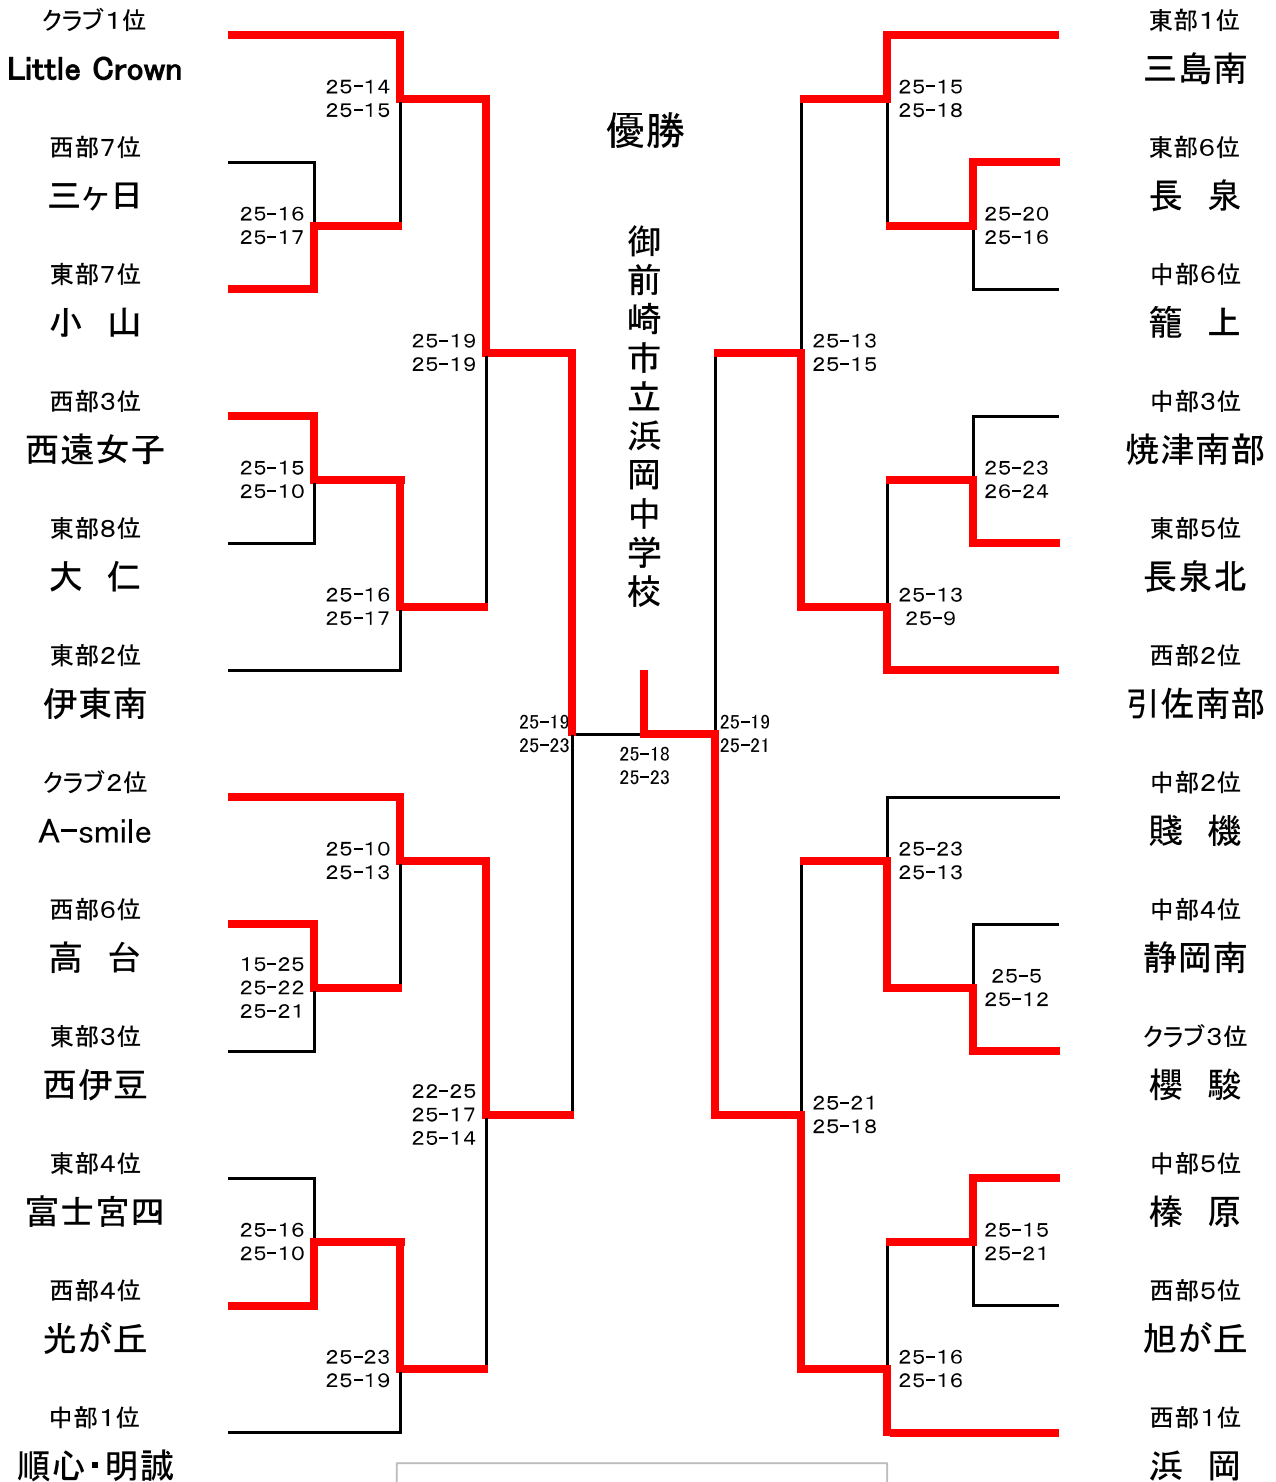 クラブ1位
Little Crown
25-14
25-15
西部7位
三ヶ日
25-16
25-17
東部7位
小 山
25-19
25-19
西部3位
西遠女子
25-15
25-10
東部8位
大 仁
25-16
25-17
東部2位
伊東南
25-19
25-23
クラブ2位
A-smile
25-10
25-13
西部6位
高 台
15-25
25-22
25-21
東部3位
西伊豆
22-25
25-17
25-14
東部4位
富士宮四
25-16
25-10
西部4位
光が丘
25-23
25-19
中部1位
順心・明誠
優勝
御前崎市立浜岡中学校
25-18
25-23
東部1位
三島南
25-15
25-18
東部6位
長 泉
25-20
25-16
中部6位
籠 上
25-13
25-15
中部3位
焼津南部
25-23
26-24
東部5位
長泉北
25-13
25-9
西部2位
引佐南部
25-19
25-21
中部2位
賤 機
25-23
25-13
中部4位
静岡南
25-5
25-12
クラブ3位
櫻 駿
25-21
25-18
中部5位
榛 原
25-15
25-21
西部5位
旭が丘
25-16
25-16
西部1位
浜 岡